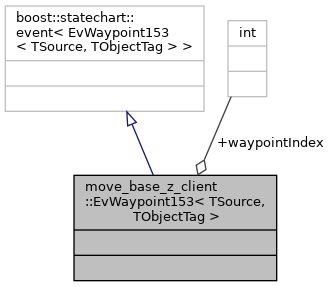 boost::statechart::
event< EvWaypoint153
< TSource, TObjectTag > >
int
+waypointIndex
move_base_z_client
::EvWaypoint153< TSource,
TObjectTag >